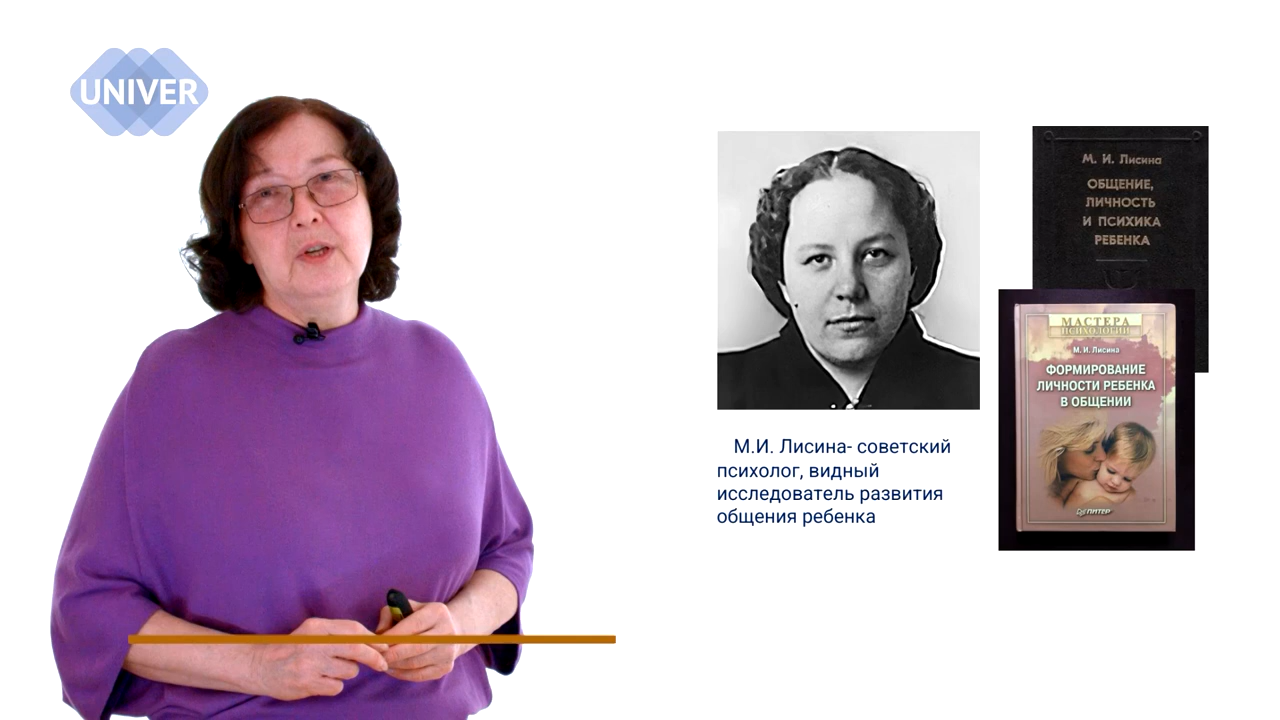 UNIVER
М.И. Лисина- советский
психолог, видный
исследователь развития
общения ребенка
М. И. Лисина
ОБЩЕНИЕ,
ЛИЧНОСТЬ
И ПСИХИКА
РЕБЕНКА
МАСТЕРА
ПСИХОЛОГИИ
М. И. Лисина
ФОРМИРОВАНИЕ
ЛИЧНОСТИ РЕБЕНКА
В ОБЩЕНИИ
ПИТЕР